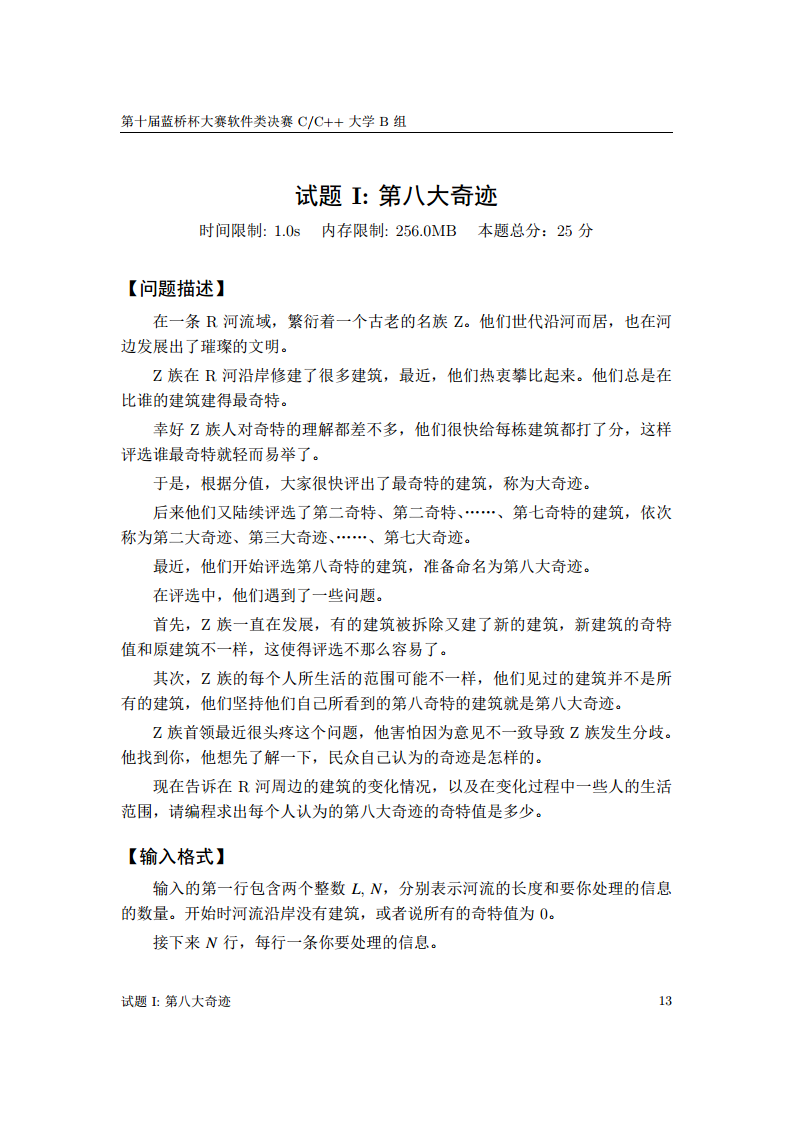 第十届蓝桥杯大赛软件类决赛 C/C++ 大学 B 组
试题 I: 第八大奇迹
时间限制: 1.0s 内存限制: 256.0MB 本题总分：25 分
【问题描述】
在一条 R 河流域，繁衍着一个古老的名族 Z。他们世代沿河而居，也在河
边发展出了璀璨的文明。
Z 族在 R 河沿岸修建了很多建筑，最近，他们热衷攀比起来。他们总是在
比谁的建筑建得最奇特。
幸好 Z 族人对奇特的理解都差不多，他们很快给每栋建筑都打了分，这样
评选谁最奇特就轻而易举了。
于是，根据分值，大家很快评出了最奇特的建筑，称为大奇迹。
后来他们又陆续评选了第二奇特、第二奇特、……、第七奇特的建筑，依次
称为第二大奇迹、第三大奇迹、……、第七大奇迹。
最近，他们开始评选第八奇特的建筑，准备命名为第八大奇迹。
在评选中，他们遇到了一些问题。
首先，Z 族一直在发展，有的建筑被拆除又建了新的建筑，新建筑的奇特
值和原建筑不一样，这使得评选不那么容易了。
其次，Z 族的每个人所生活的范围可能不一样，他们见过的建筑并不是所
有的建筑，他们坚持他们自己所看到的第八奇特的建筑就是第八大奇迹。
Z 族首领最近很头疼这个问题，他害怕因为意见不一致导致 Z 族发生分歧。
他找到你，他想先了解一下，民众自己认为的奇迹是怎样的。
现在告诉在 R 河周边的建筑的变化情况，以及在变化过程中一些人的生活
范围，请编程求出每个人认为的第八大奇迹的奇特值是多少。
【输入格式】
输入的第一行包含两个整数 L, N，分别表示河流的长度和要你处理的信息
的数量。开始时河流沿岸没有建筑，或者说所有的奇特值为 0。
接下来 N 行，每行一条你要处理的信息。
试题 I: 第八大奇迹 13